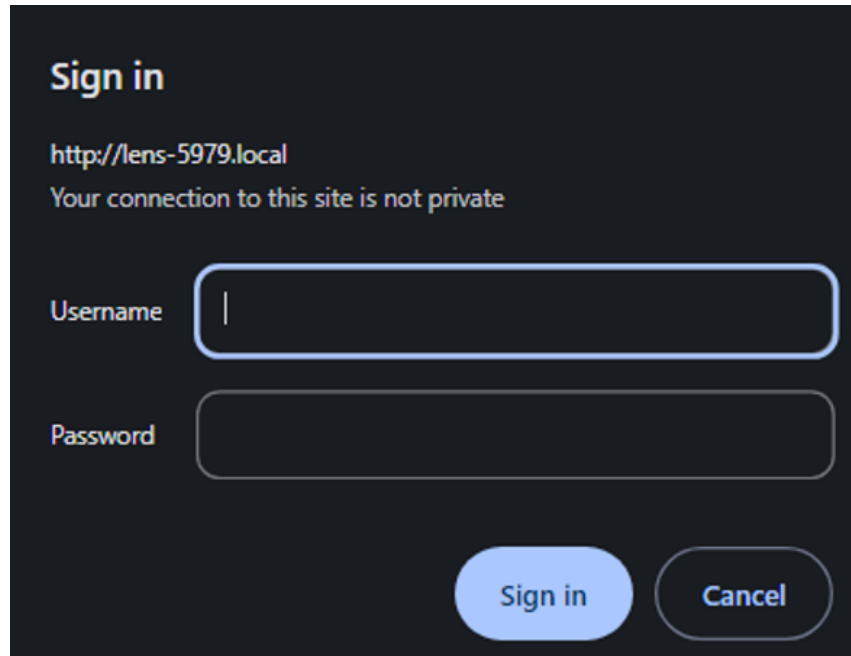 Sign in
http://lens-5979.local
Your connection to this site is not private
Username
Password
Sign in Cancel